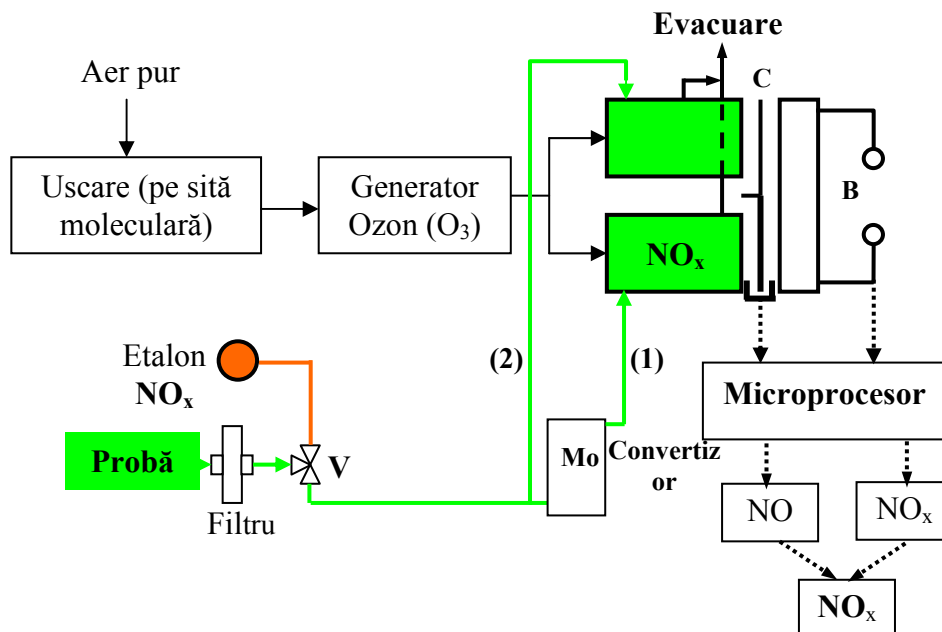 Evacuare
Aer pur
C
Uscare (pe sită
moleculară)
Generator
Ozon (O₃)
B
NOₓ
Etalon
NOₓ
(2)
(1)
Microprocesor
Probă
V
Mo
Convertiz
or
Filtru
NO
NOₓ
NOₓ